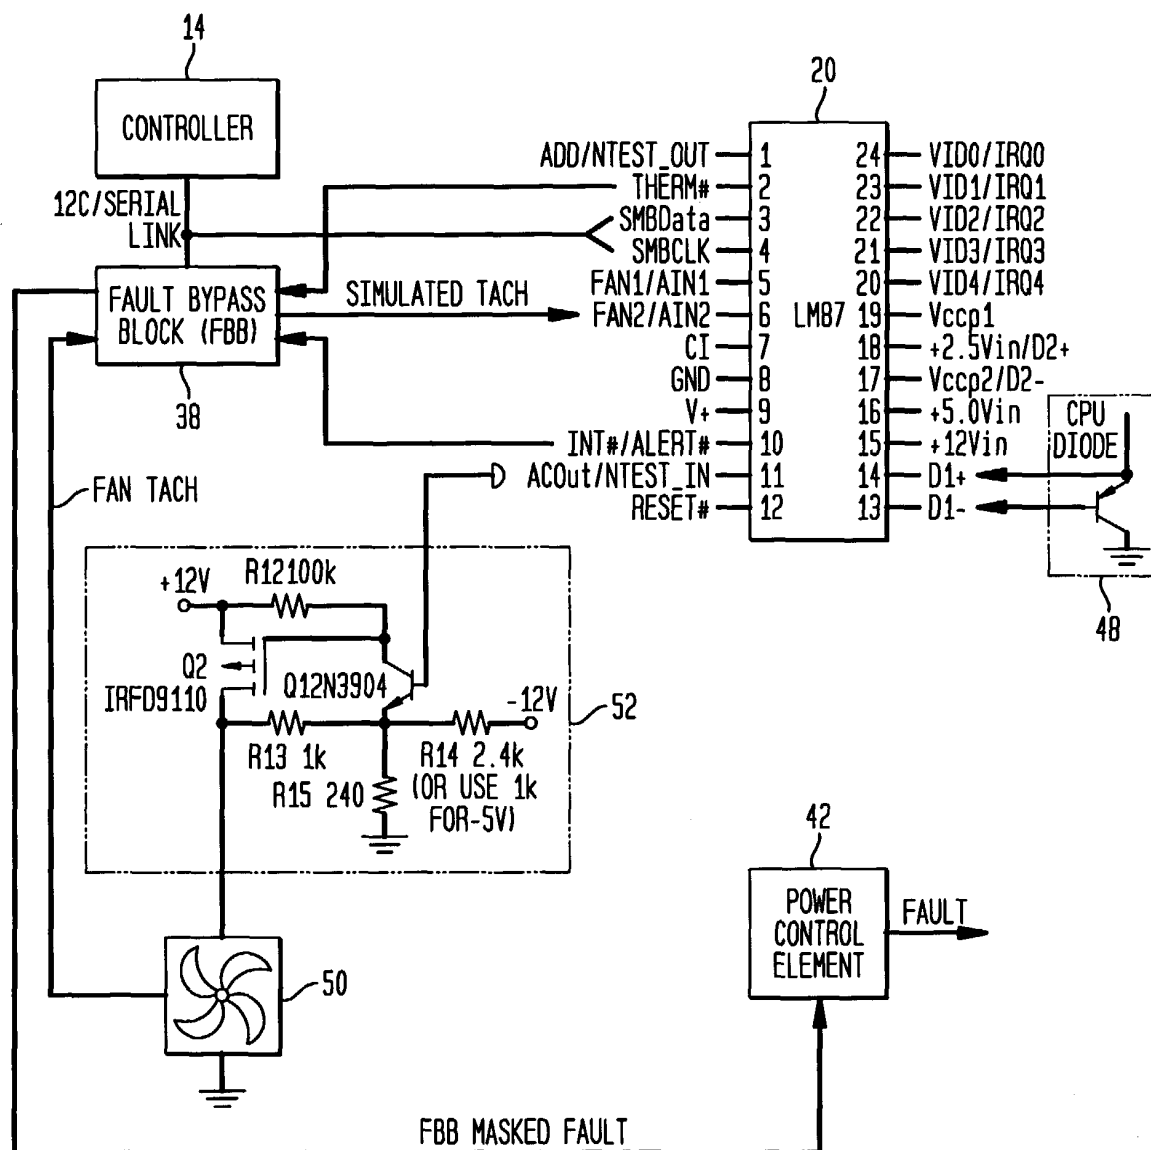 14
CONTROLLER
12C/SERIAL
LINK
FAULT BYPASS
BLOCK (FBB)
38
SIMULATED TACH
FAN TACH
20
LM87
ADD/NTEST_OUT 1
THERM# 2
SMBData 3
SMBCLK 4
FAN1/AIN1 5
FAN2/AIN2 6
CI 7
GND 8
V+ 9
INT#/ALERT# 10
ACOut/NTEST_IN 11
RESET# 12
24 VID0/IRQ0
23 VID1/IRQ1
22 VID2/IRQ2
21 VID3/IRQ3
20 VID4/IRQ4
19 Vccp1
18 +2.5Vin/D2+
17 Vccp2/D2-
16 +5.0Vin
15 +12Vin
14 D1+
13 D1-
CPU
DIODE
48
+12V
R12100k
Q2
IRFD9110
Q12N3904
-12V
52
R13 1k
R14 2.4k
(OR USE 1k
FOR-5V)
R15 240
50
42
POWER
CONTROL
ELEMENT
FAULT
FBB MASKED FAULT